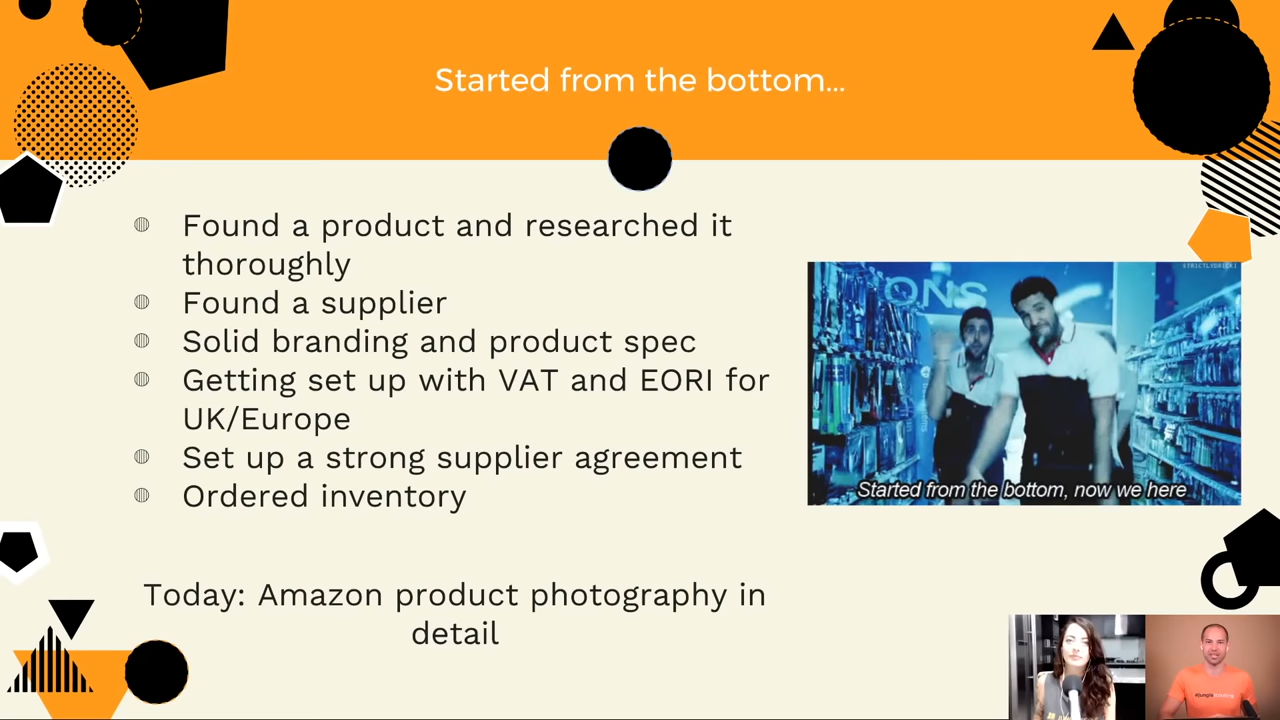 Started from the bottom...
Found a product and researched it
thoroughly
Found a supplier
Solid branding and product spec
Getting set up with VAT and EORI for
UK/Europe
Set up a strong supplier agreement
Ordered inventory
Today: Amazon product photography in
detail
ONS
Started from the bottom, now we here